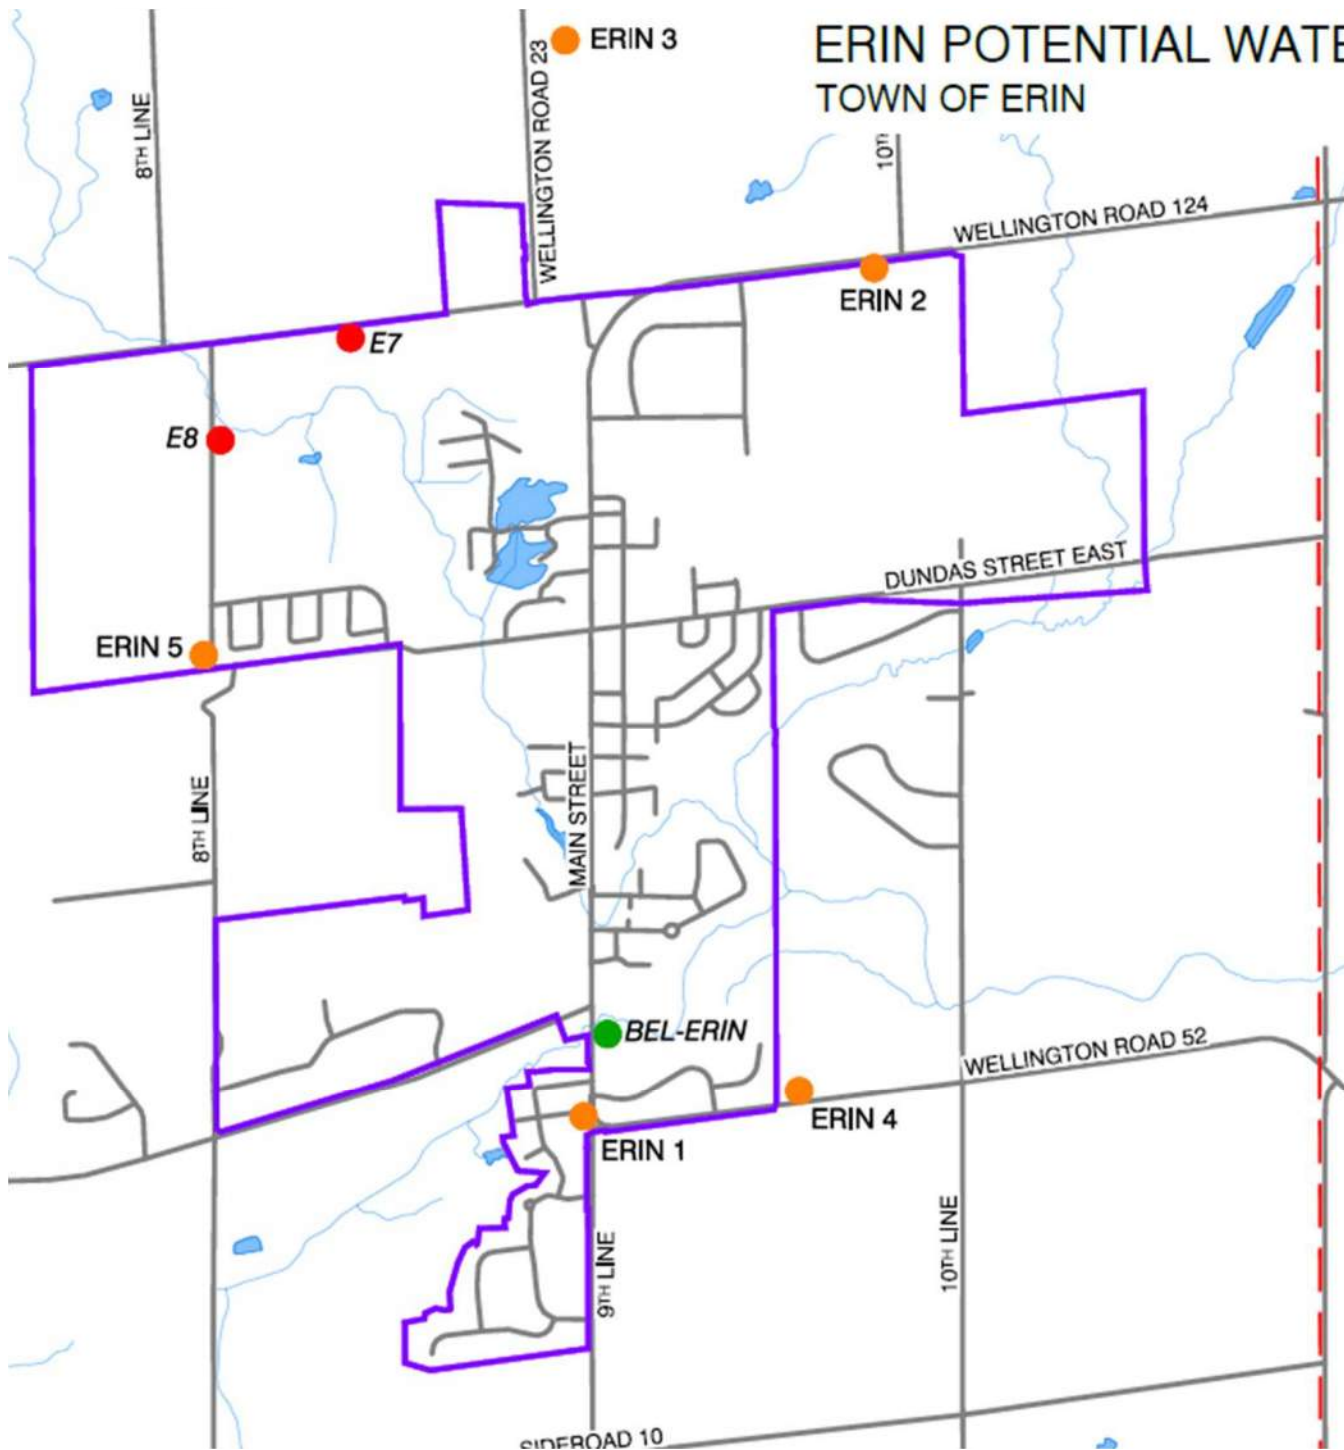 ERIN 3
ERIN POTENTIAL WATE
TOWN OF ERIN
WELLINGTON ROAD 23
8TH LINE
10T
WELLINGTON ROAD 124
ERIN 2
E7
E8
DUNDAS STREET EAST
ERIN 5
MAIN STREET
8TH LINE
BEL-ERIN
WELLINGTON ROAD 52
ERIN 4
ERIN 1
10TH LINE
9TH LINE
SIDEROAD 10